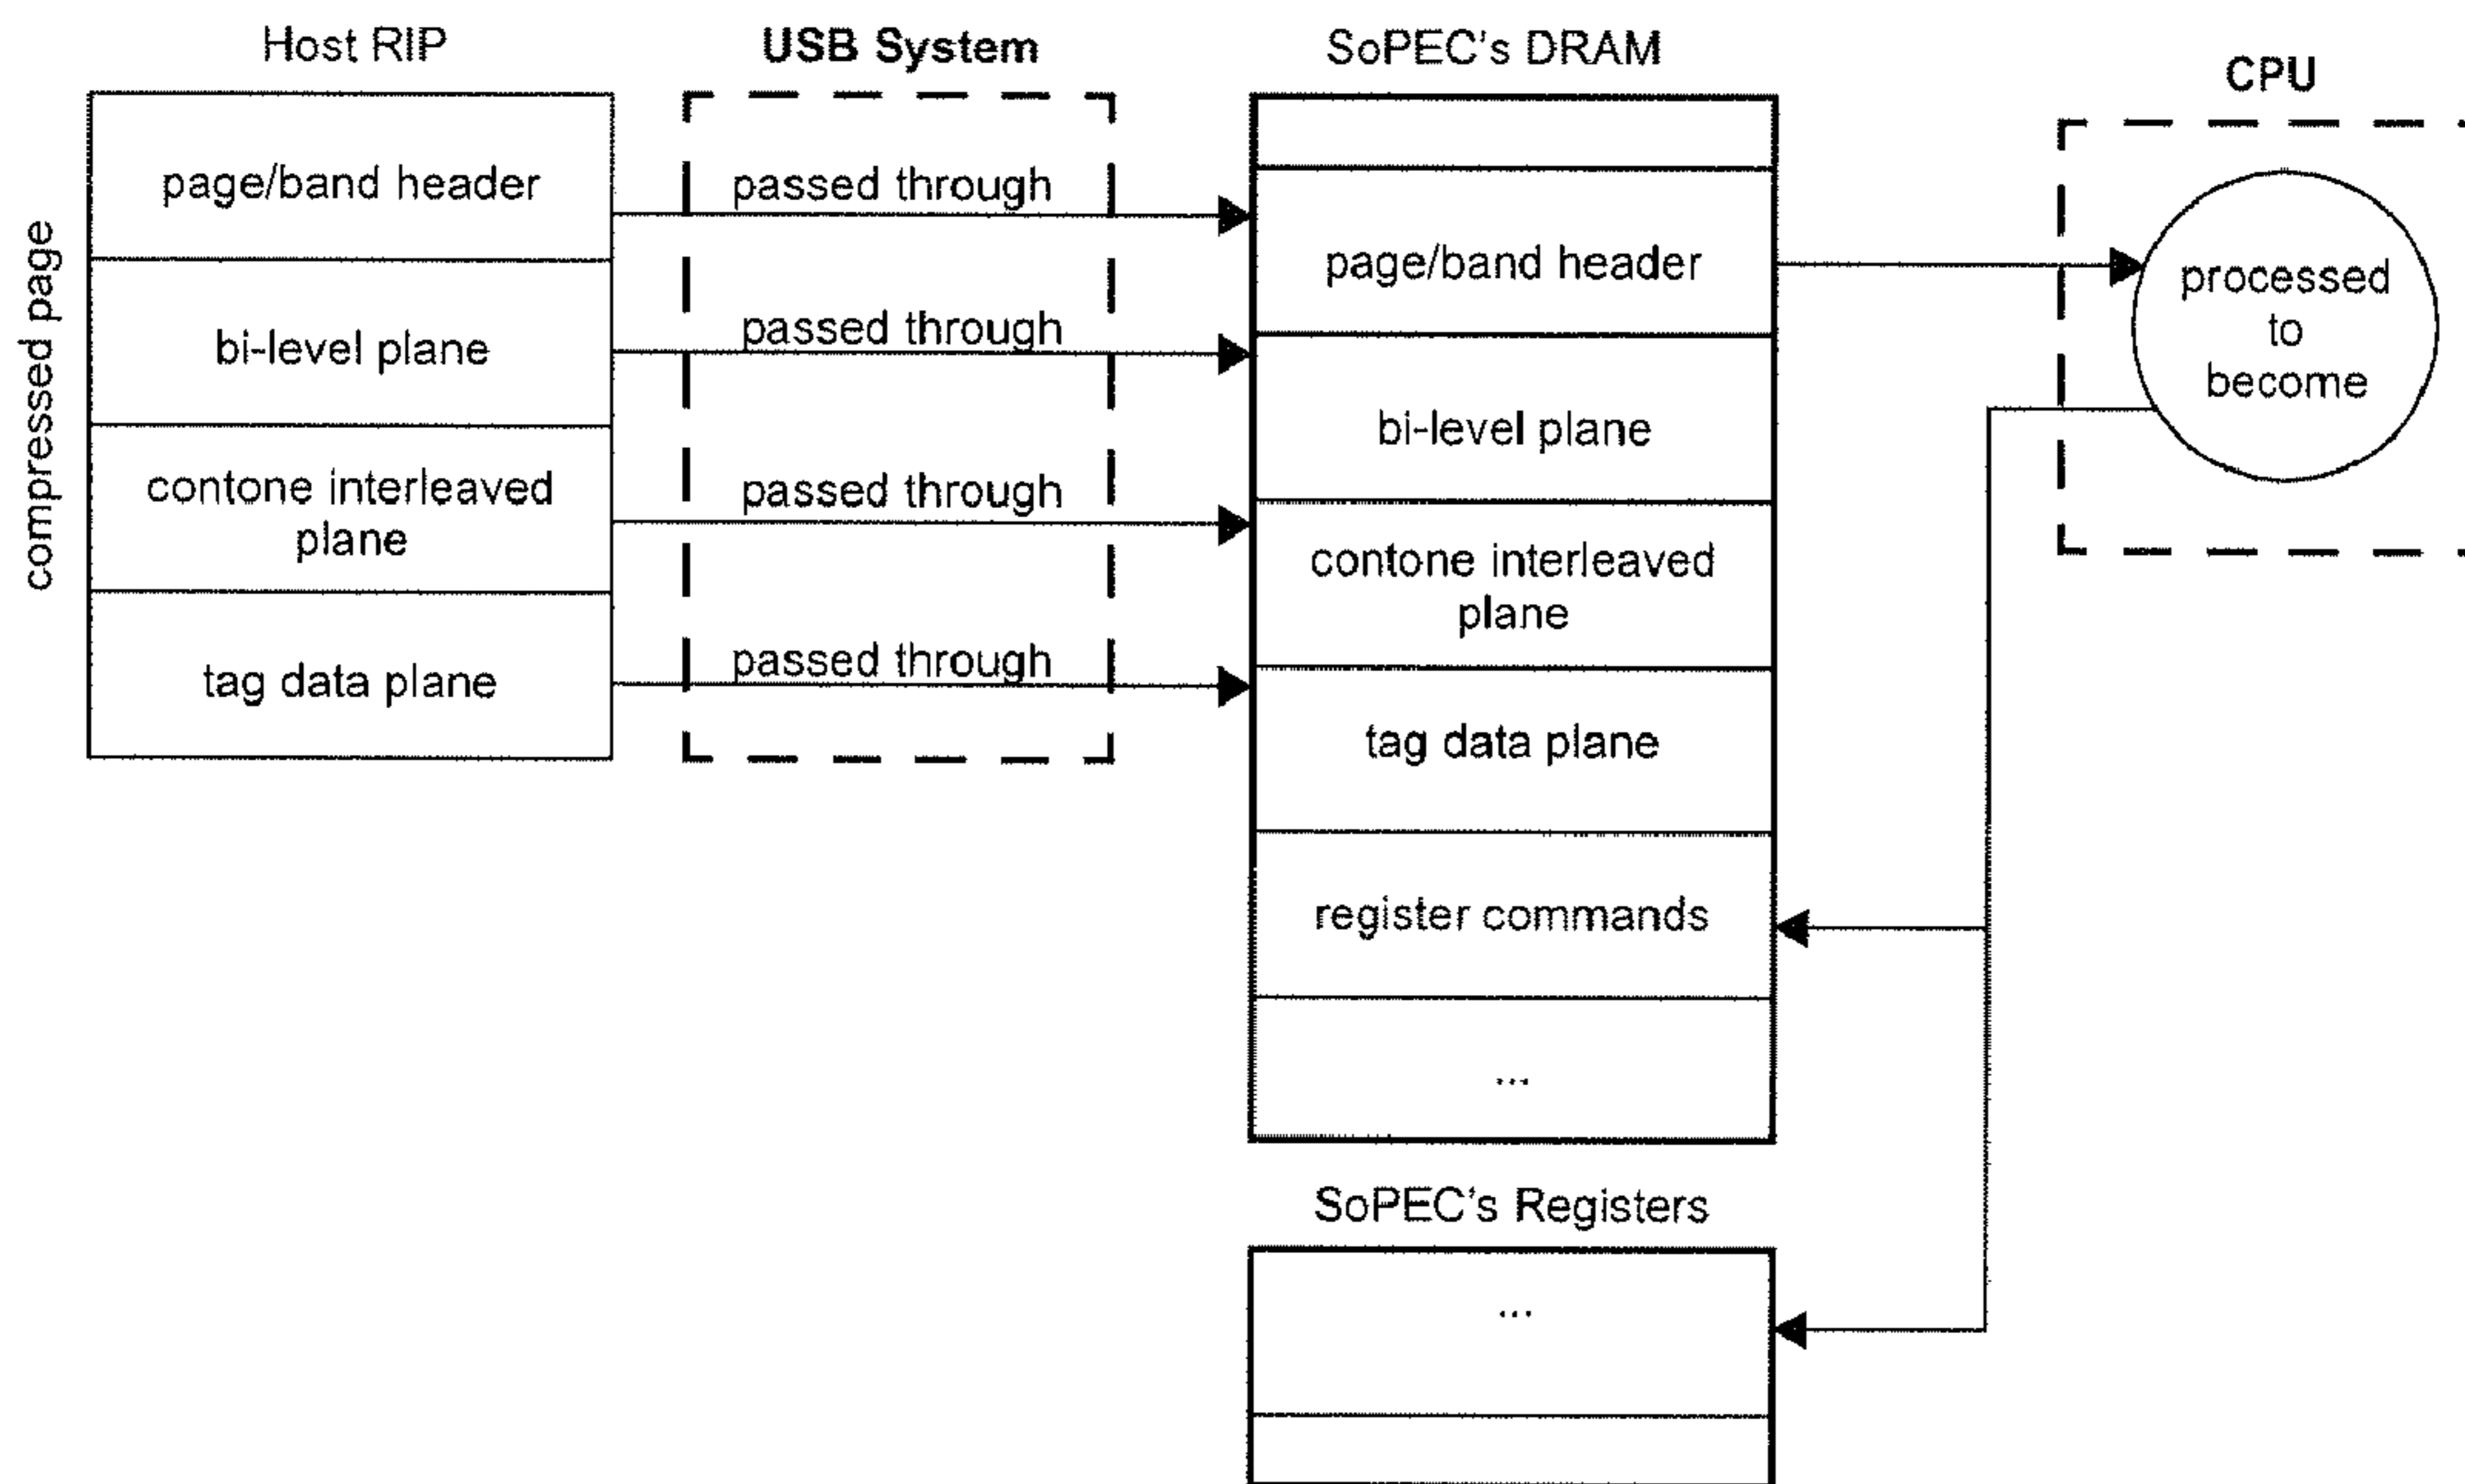 Host RIP
USB System
SoPEC's DRAM
CPU
compressed page
page/band header
bi-level plane
contone interleaved
plane
tag data plane
passed through
passed through
passed through
passed through
page/band header
bi-level plane
contone interleaved
plane
tag data plane
register commands
...
processed
to
become
SoPEC's Registers
...